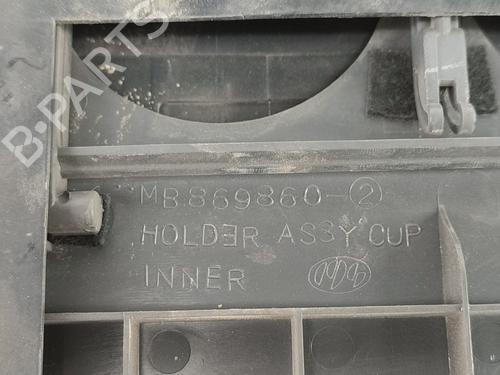 MB869860-②
HOLDER ASSY CUP
INNER
B-PARTS